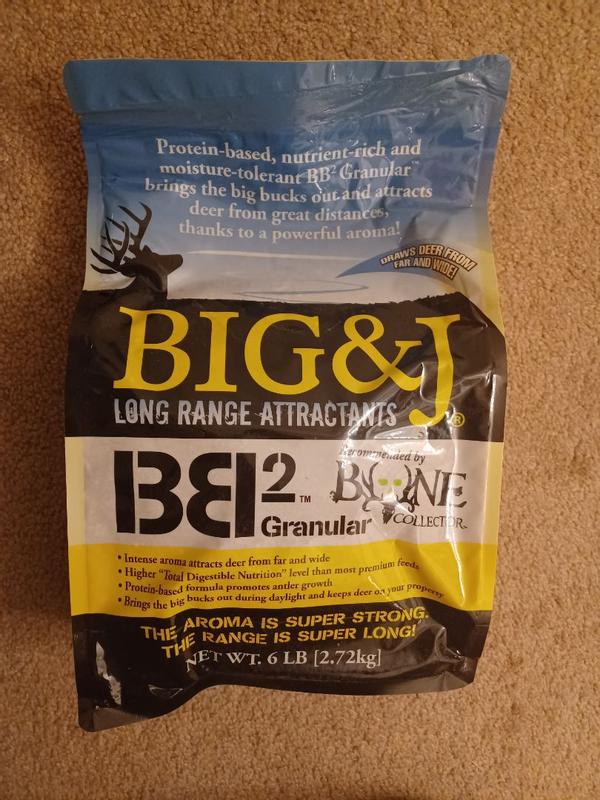 Protein-based, nutrient-rich and
moisture-tolerant BB² Granular™
brings the big bucks out and attracts
deer from great distances,
thanks to a powerful aroma!
DRAWS DEER FROM
FAR AND WIDE!
BIG&J®
LONG RANGE ATTRACTANTS
BB²™
Granular
Recommended by
BONE
COLLECTOR
• Intense aroma attracts deer from far and wide
• Higher "Total Digestible Nutrition" level than most premium feeds
• Protein-based formula promotes antler growth
• Brings the big bucks out during daylight and keeps deer on your property
THE AROMA IS SUPER STRONG.
THE RANGE IS SUPER LONG!
NET WT. 6 LB [2.72kg]